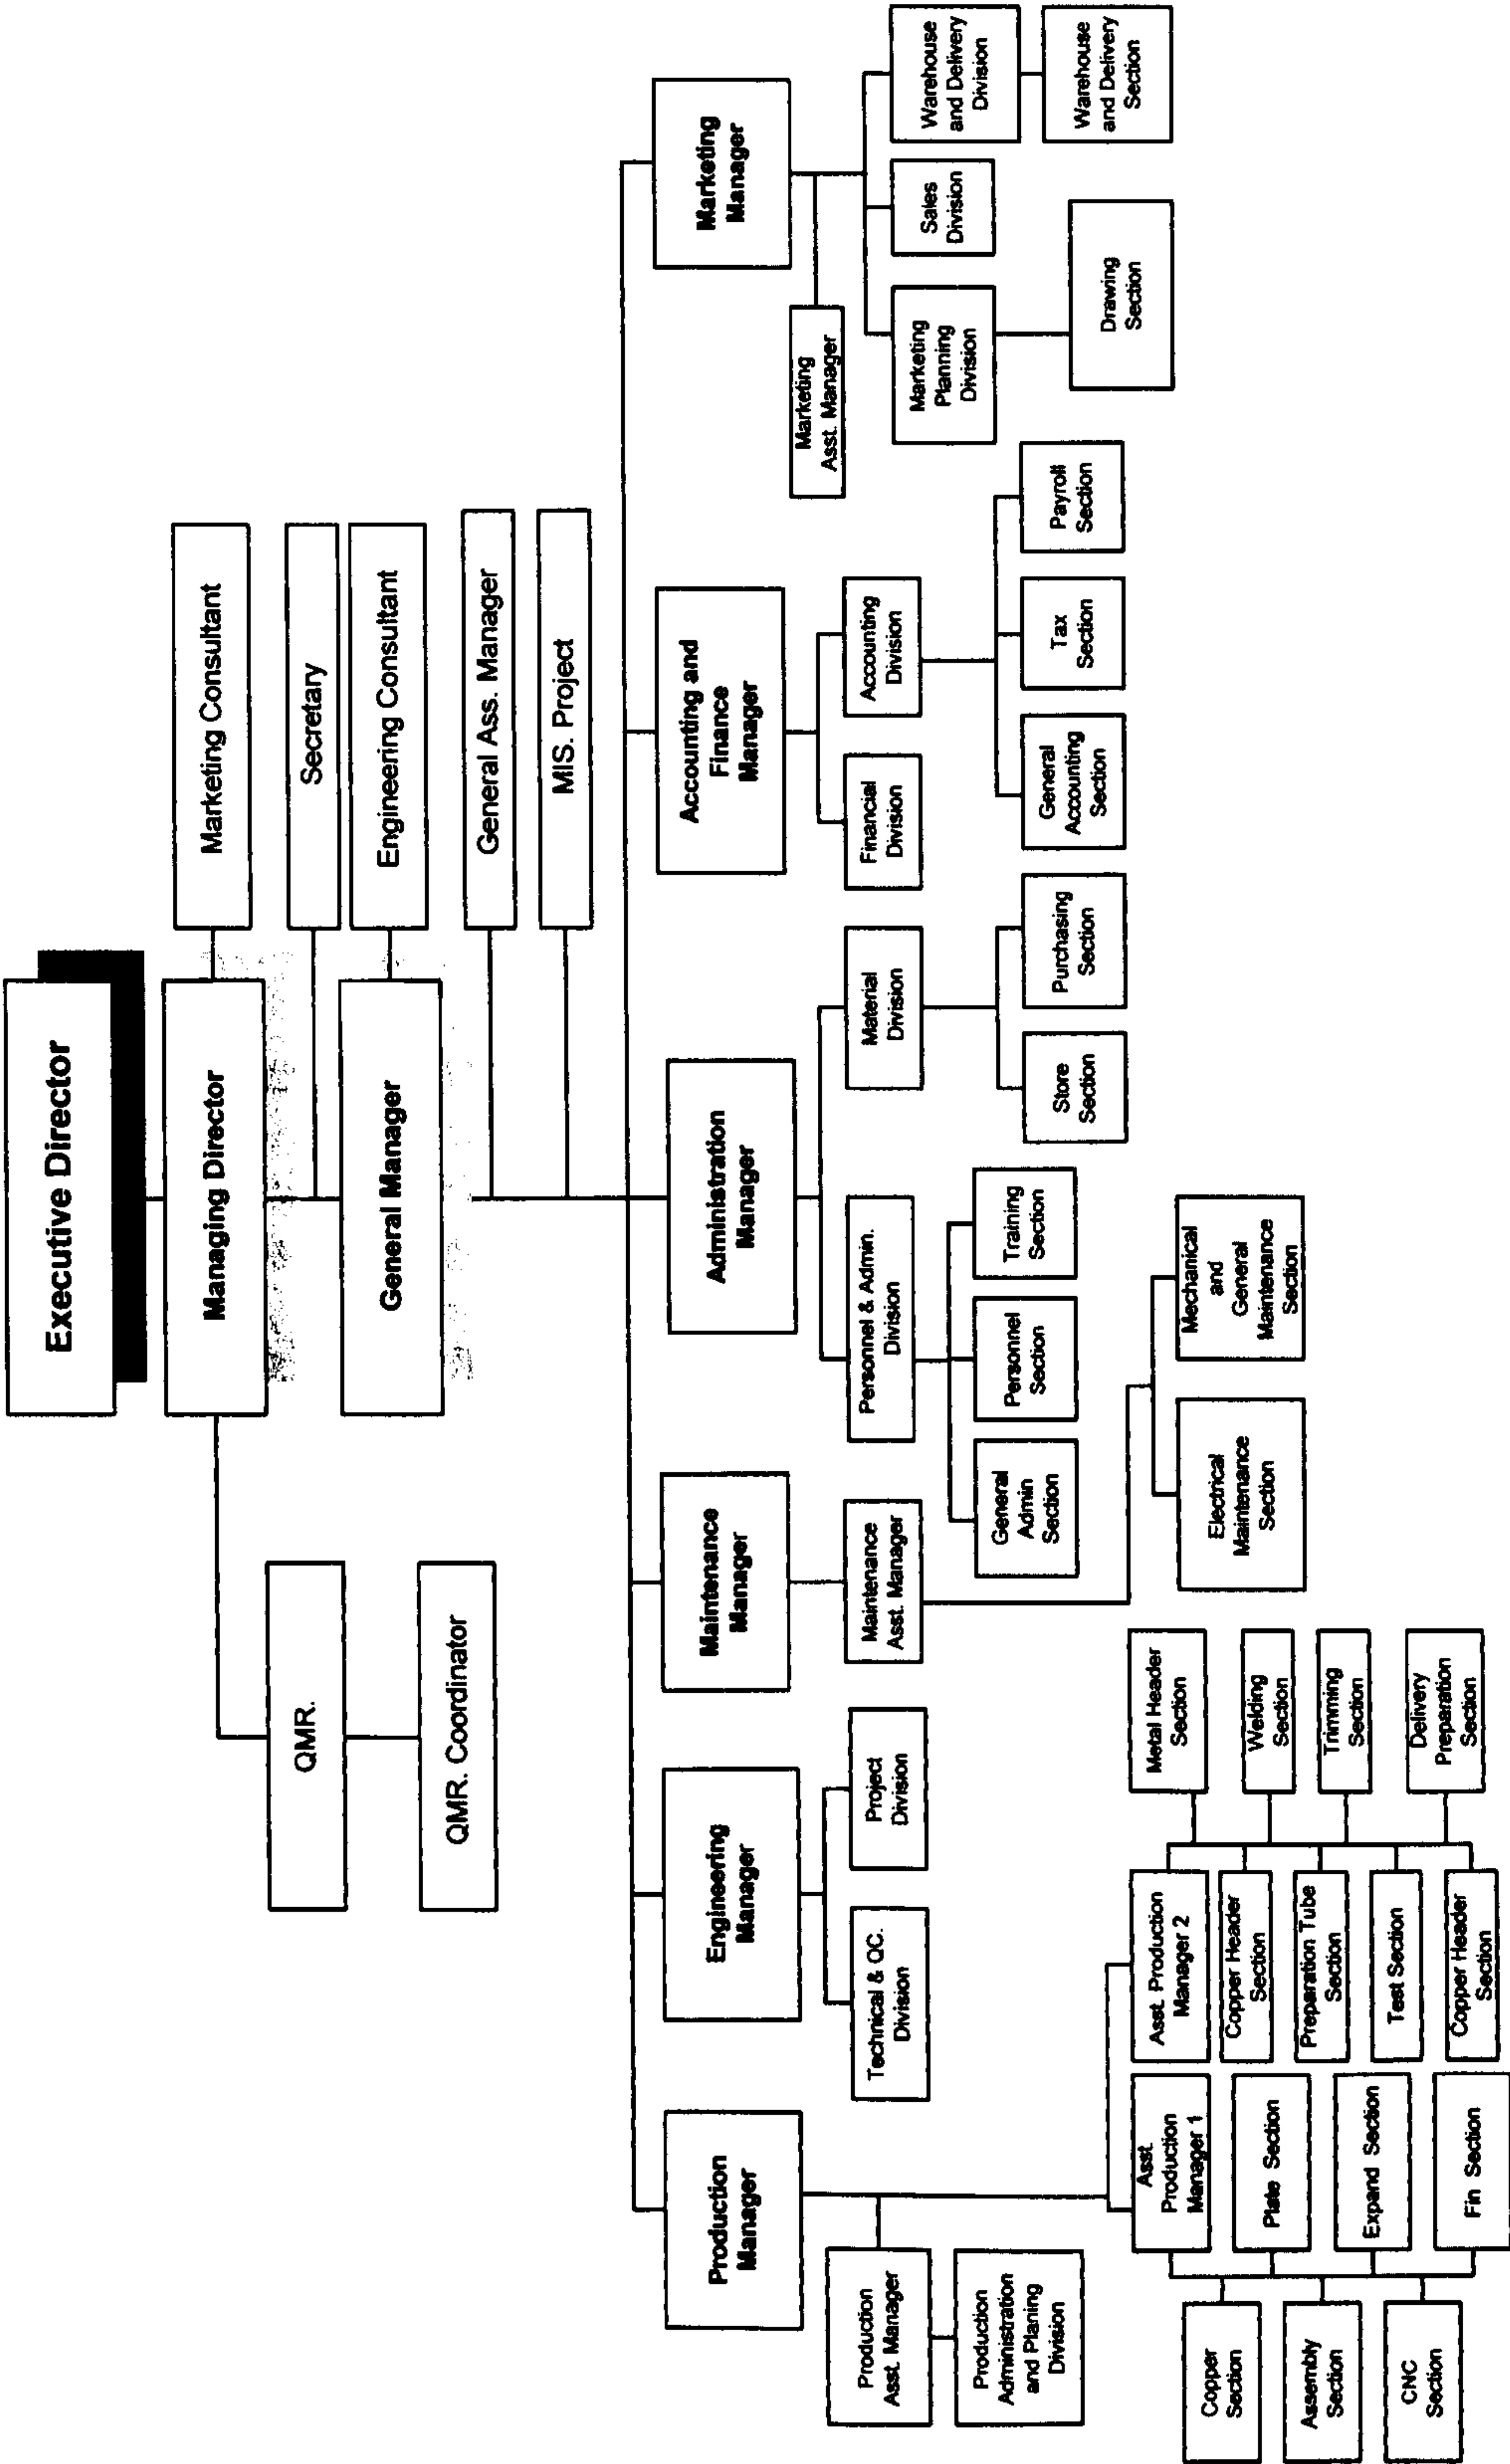 Executive Director
Managing Director
Marketing Consultant
Secretary
QMR.
General Manager
Engineering Consultant
QMR. Coordinator
General Ass. Manager
MIS. Project
Production
Manager
Engineering
Manager
Maintenance
Manager
Administration
Manager
Accounting and
Finance
Manager
Marketing
Manager
Marketing
Asst. Manager
Production
Asst. Manager
Production
Administration
and Planing
Division
Technical & QC.
Division
Project
Division
Maintenance
Asst. Manager
Personnel & Admin.
Division
Material
Division
Financial
Division
Accounting
Division
Marketing
Planning
Division
Sales
Division
Warehouse
and Delivery
Division
General
Admin
Section
Personnel
Section
Training
Section
Store
Section
Purchasing
Section
General
Accounting
Section
Tax
Section
Payroll
Section
Drawing
Section
Warehouse
and Delivery
Section
Electrical
Maintenance
Section
Mechanical
and
General
Maintenance
Section
Asst.
Production
Manager 1
Asst. Production
Manager 2
Metal Header
Section
Copper
Section
Plate Section
Copper Header
Section
Welding
Section
Assembly
Section
Expand Section
Preparation Tube
Section
Trimming
Section
CNC
Section
Fin Section
Test Section
Delivery
Preparation
Section
Copper Header
Section